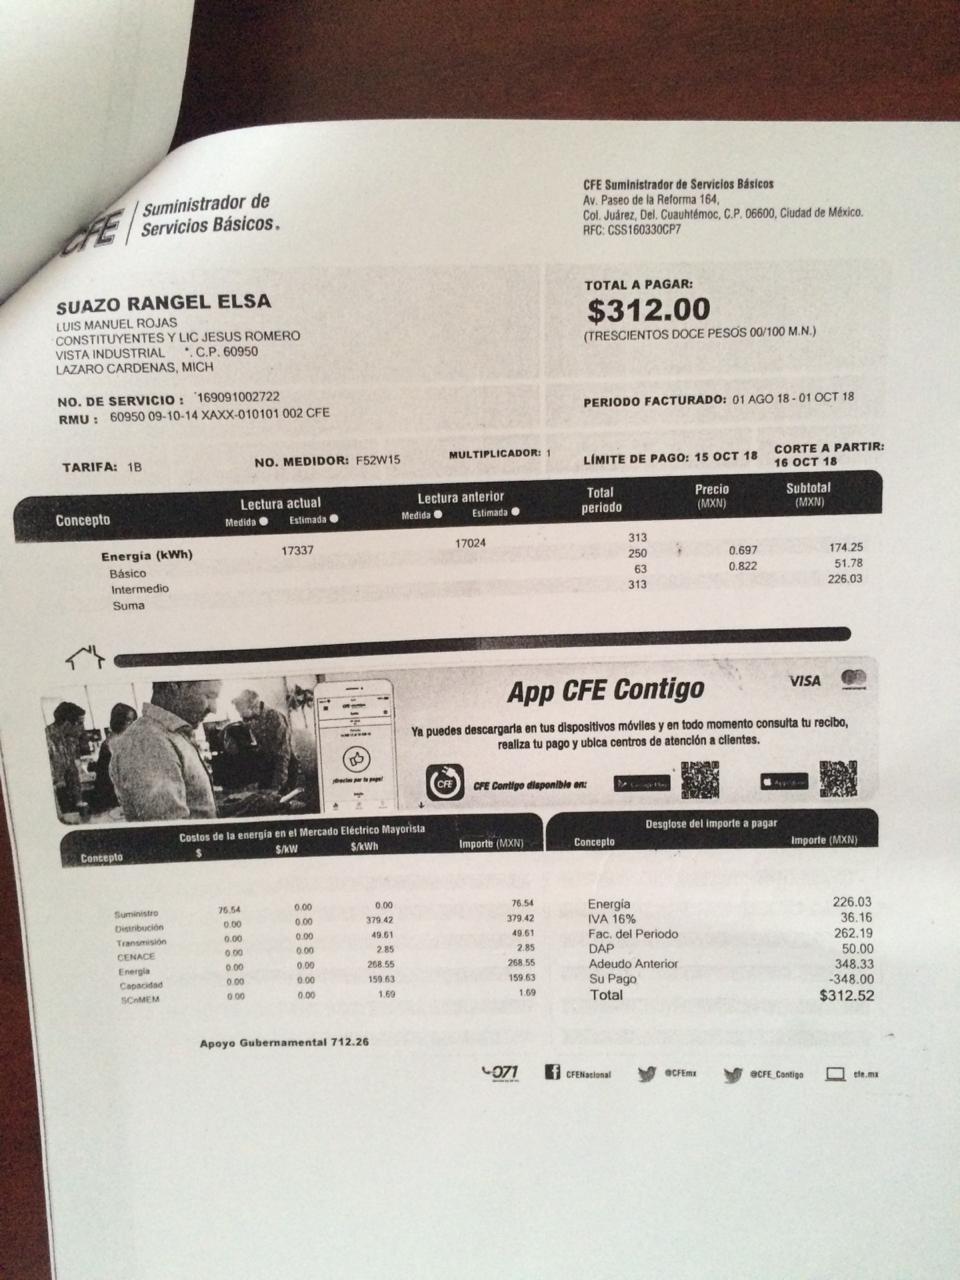 CFE
Suministrador de
Servicios Básicos.
CFE Suministrador de Servicios Básicos
Av. Paseo de la Reforma 164,
Col. Juárez, Del. Cuauhtémoc, C.P. 06600, Ciudad de México.
RFC: CSS160330CP7
SUAZO RANGEL ELSA
LUIS MANUEL ROJAS
CONSTITUYENTES Y LIC JESUS ROMERO
VISTA INDUSTRIAL *. C.P. 60950
LAZARO CARDENAS, MICH
TOTAL A PAGAR:
$312.00
(TRESCIENTOS DOCE PESOS 00/100 M.N.)
NO. DE SERVICIO : 169091002722
RMU : 60950 09-10-14 XAXX-010101 002 CFE
PERIODO FACTURADO: 01 AGO 18 - 01 OCT 18
TARIFA: 1B NO. MEDIDOR: F52W15 MULTIPLICADOR: 1 LÍMITE DE PAGO: 15 OCT 18 CORTE A PARTIR:
16 OCT 18
Concepto Lectura actual Lectura anterior Total periodo Precio (MXN) Subtotal (MXN)
Medida Estimada Medida Estimada
Energía (kWh) 17337 17024 313
Básico 250 0.697 174.25
Intermedio 63 0.822 51.78
Suma 313 226.03
App CFE Contigo
VISA
Ya puedes descargarla en tus dispositivos móviles y en todo momento consulta tu recibo,
realiza tu pago y ubica centros de atención a clientes.
¡Gracias por tu pago!
CFE
CFE Contigo disponible en:
Costos de la energía en el Mercado Eléctrico Mayorista
Concepto $ $/kW $/kWh Importe (MXN)
Suministro 76.54 0.00 0.00 76.54
Distribución 0.00 0.00 379.42 379.42
Transmisión 0.00 0.00 49.61 49.61
CENACE 0.00 0.00 2.85 2.85
Energía 0.00 0.00 268.55 268.55
Capacidad 0.00 0.00 159.63 159.63
SCnMEM 0.00 0.00 1.69 1.69
Apoyo Gubernamental 712.26
Desglose del importe a pagar
Concepto Importe (MXN)
Energía 226.03
IVA 16% 36.16
Fac. del Periodo 262.19
DAP 50.00
Adeudo Anterior 348.33
Su Pago -348.00
Total $312.52
071
CFENacional
@CFEmx
@CFE_Contigo
cfe.mx